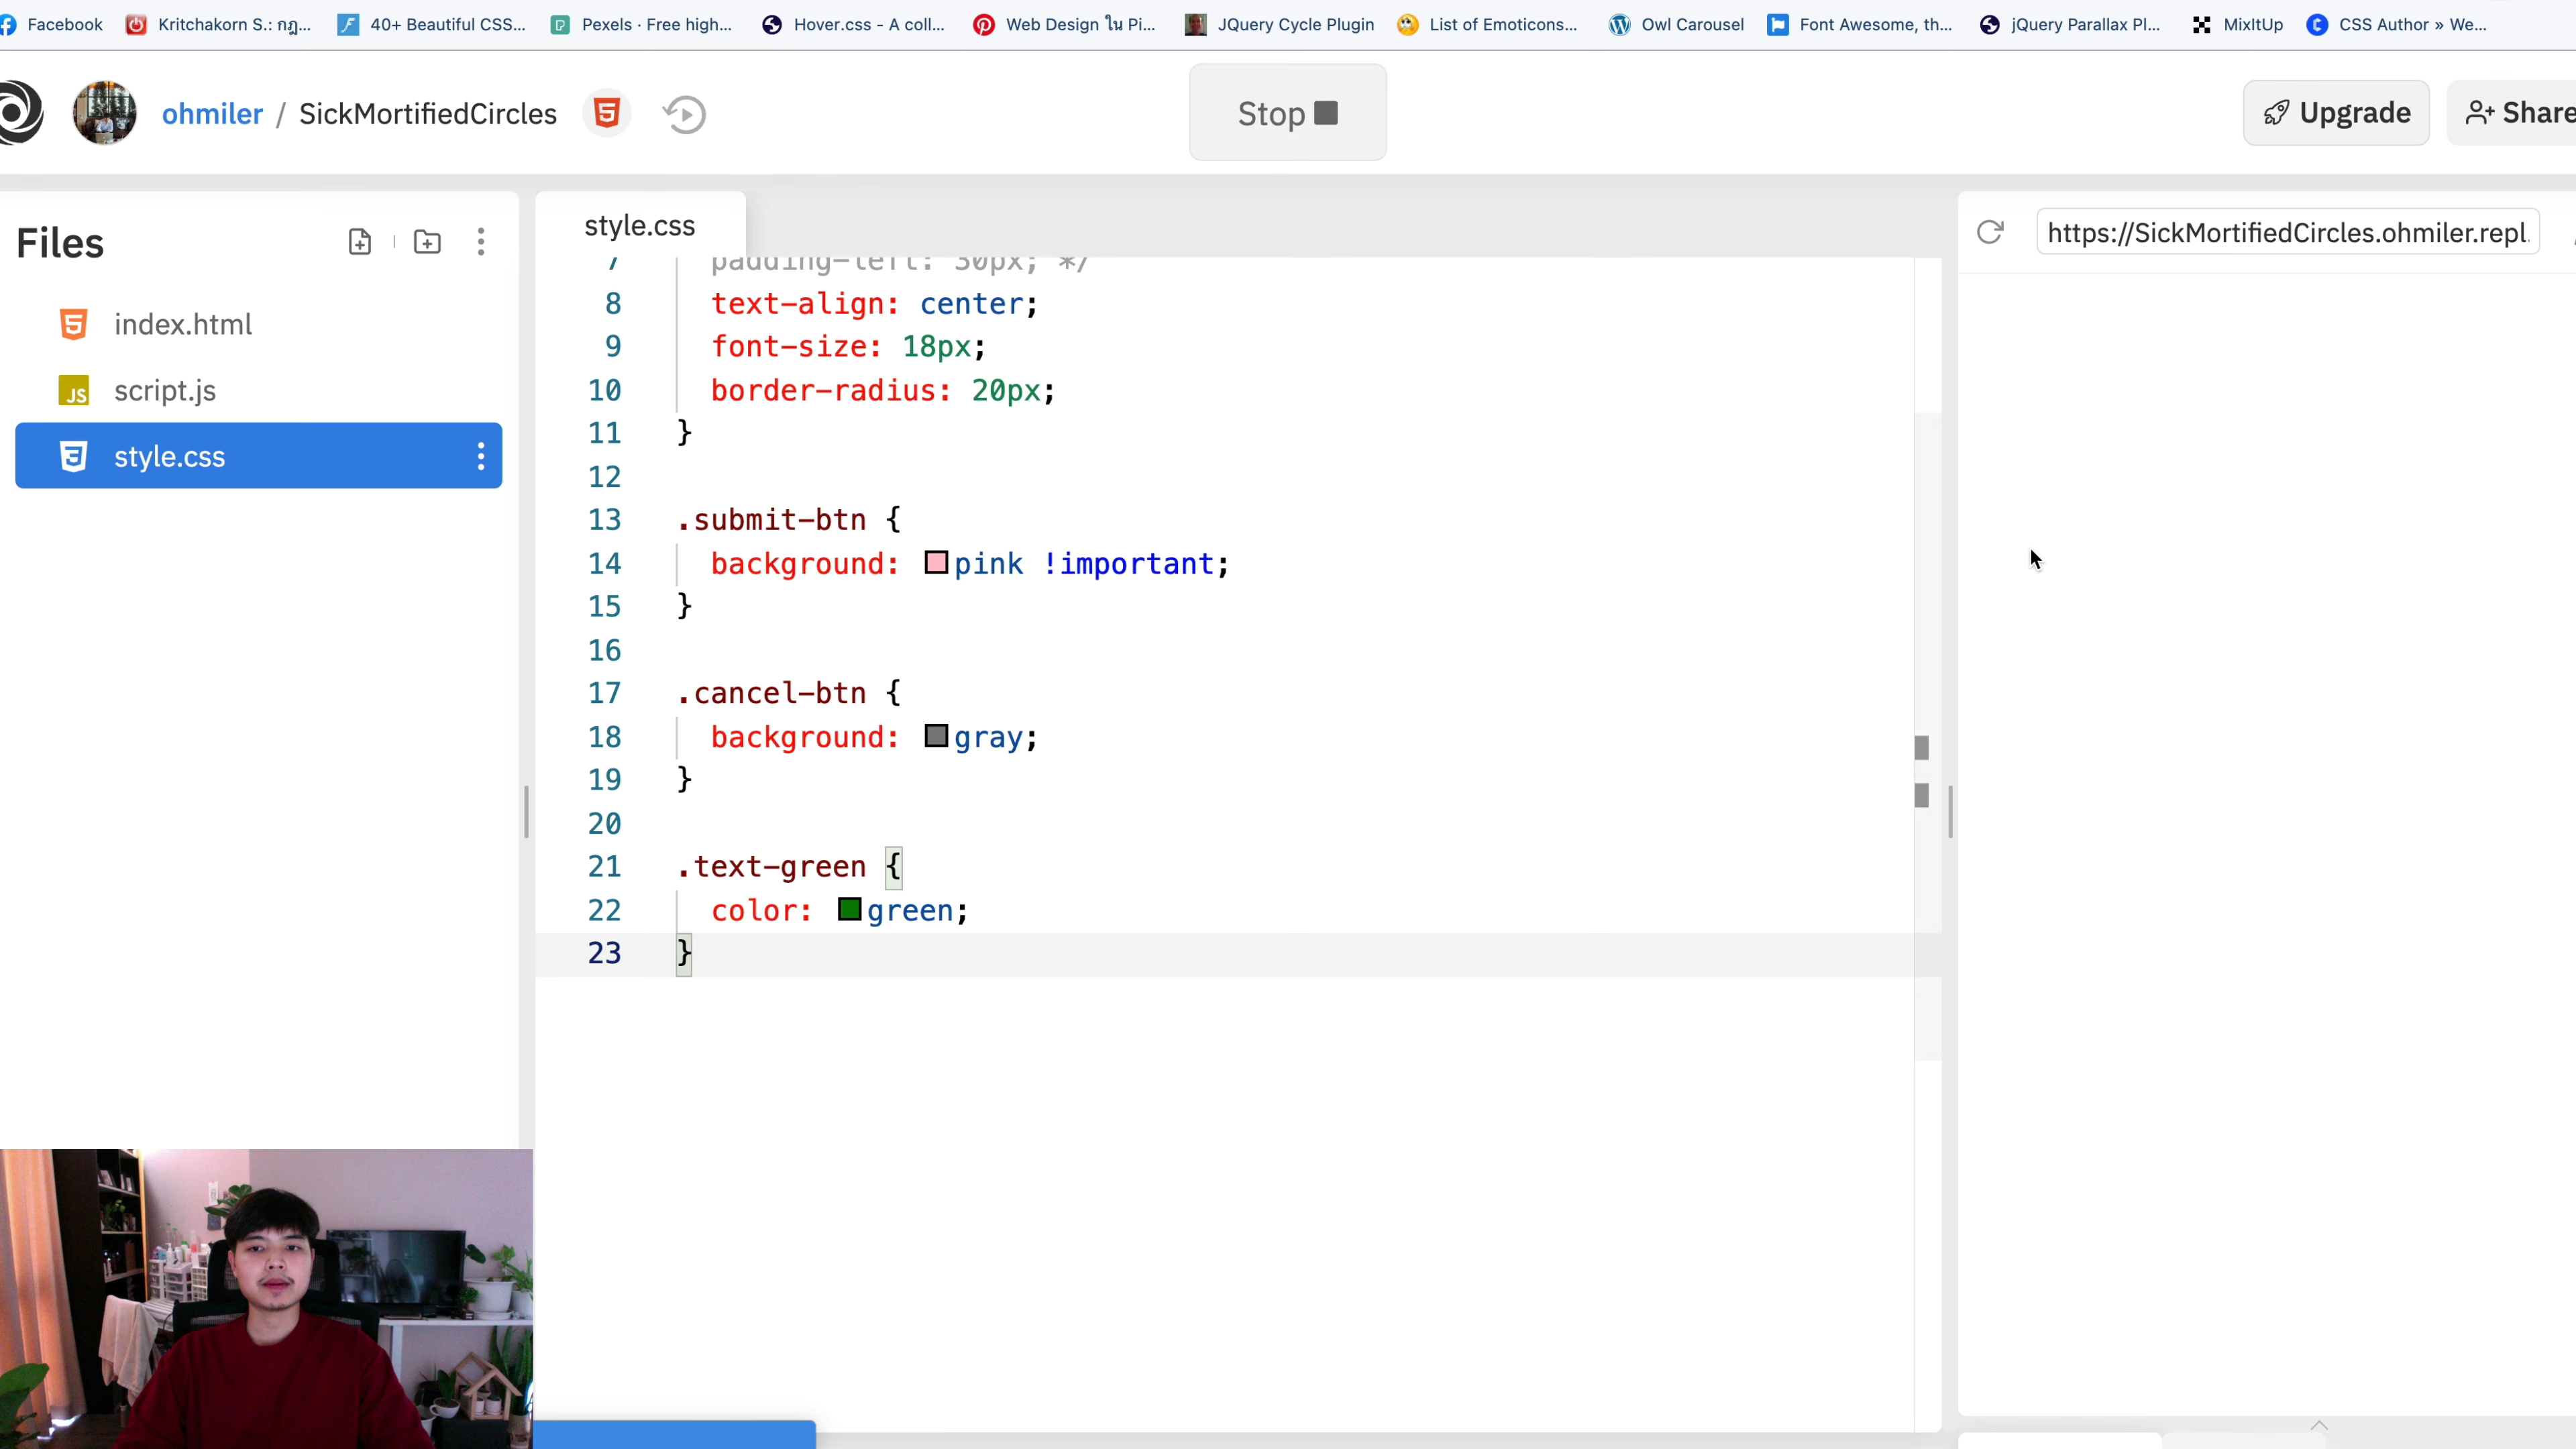 Facebook
Kritchakorn S.: กฎ...
40+ Beautiful CSS...
Pexels · Free high...
Hover.css - A coll...
Web Design ใน Pi...
JQuery Cycle Plugin
List of Emoticons...
Owl Carousel
Font Awesome, th...
jQuery Parallax Pl...
MixItUp
CSS Author » We...
ohmiler / SickMortifiedCircles
Stop
Upgrade
Share
Files
index.html
script.js
style.css
style.css
7 padding-left: 30px; */
8 text-align: center;
9 font-size: 18px;
10 border-radius: 20px;
11 }
12
13 .submit-btn {
14 background: pink !important;
15 }
16
17 .cancel-btn {
18 background: gray;
19 }
20
21 .text-green {
22 color: green;
23 }
https://SickMortifiedCircles.ohmiler.repl.